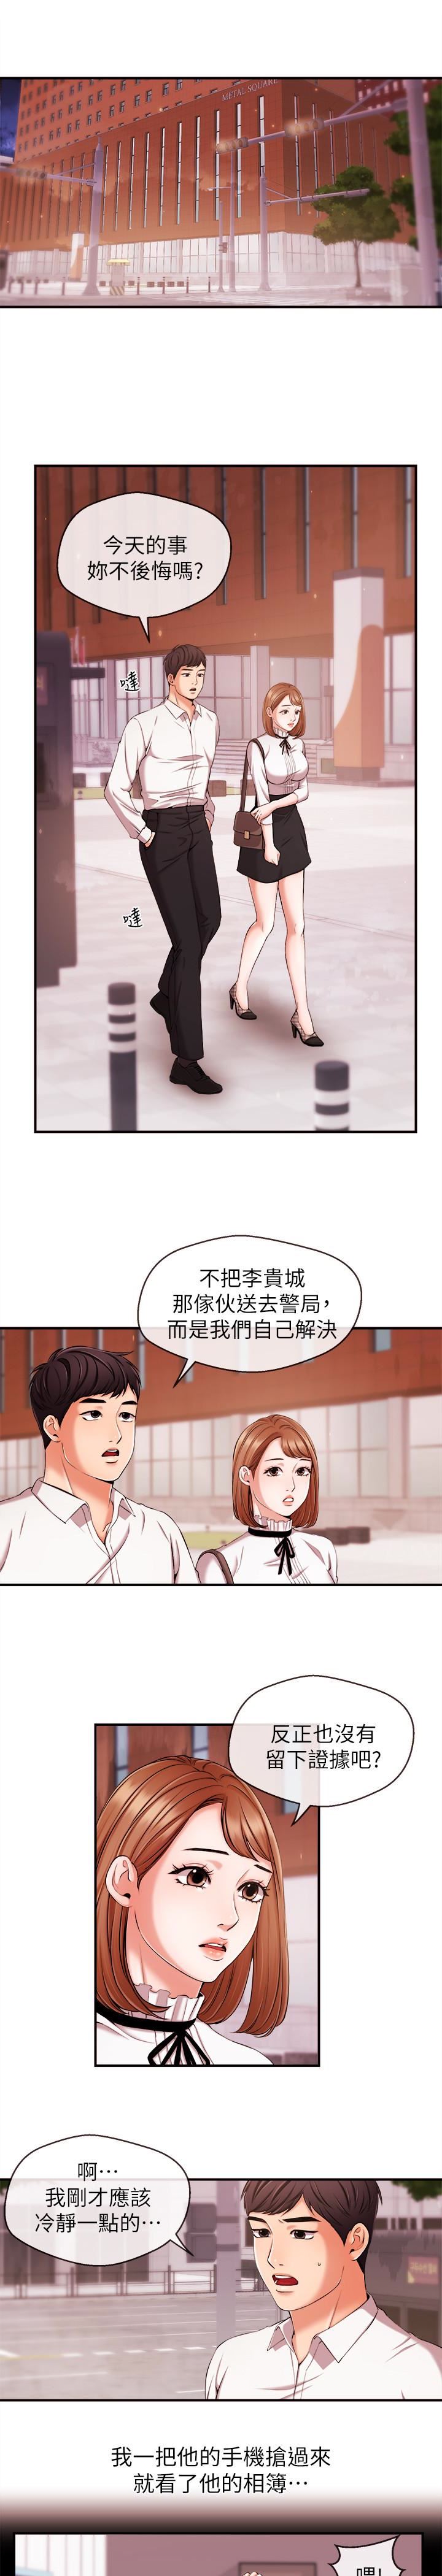 METAL SQUARE
今天的事
妳不後悔嗎?
噠
噠
不把李貴城
那傢伙送去警局,
而是我們自己解決
反正也沒有
留下證據吧?
啊…
我剛才應該
冷靜一點的…
我一把他的手機搶過來
就看了他的相簿…
喂!